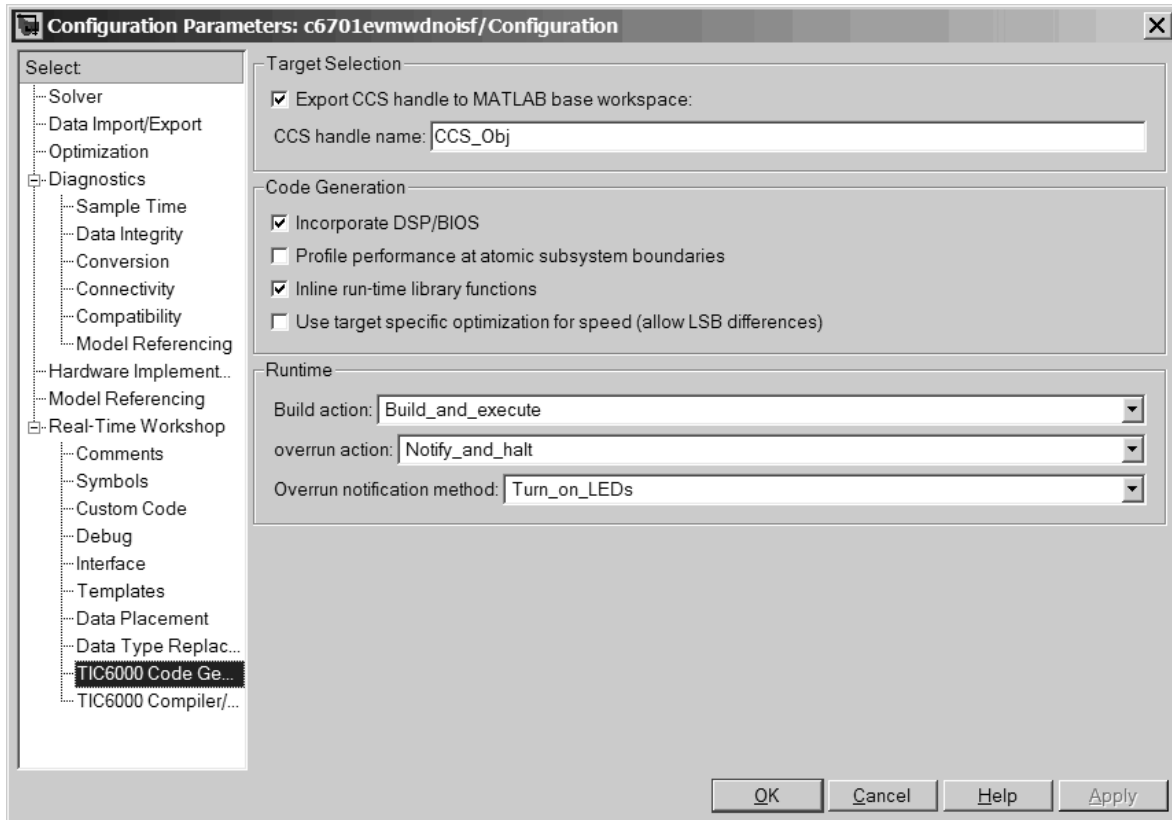 Configuration Parameters: c6701evmwdnoisf/Configuration
Select:
Solver
Data Import/Export
Optimization
Diagnostics
Sample Time
Data Integrity
Conversion
Connectivity
Compatibility
Model Referencing
Hardware Implement...
Model Referencing
Real-Time Workshop
Comments
Symbols
Custom Code
Debug
Interface
Templates
Data Placement
Data Type Replac...
TIC6000 Code Ge...
TIC6000 Compiler/...
Target Selection
Export CCS handle to MATLAB base workspace:
CCS handle name: CCS_Obj
Code Generation
Incorporate DSP/BIOS
Profile performance at atomic subsystem boundaries
Inline run-time library functions
Use target specific optimization for speed (allow LSB differences)
Runtime
Build action: Build_and_execute
overrun action: Notify_and_halt
Overrun notification method: Turn_on_LEDs
OK Cancel Help Apply